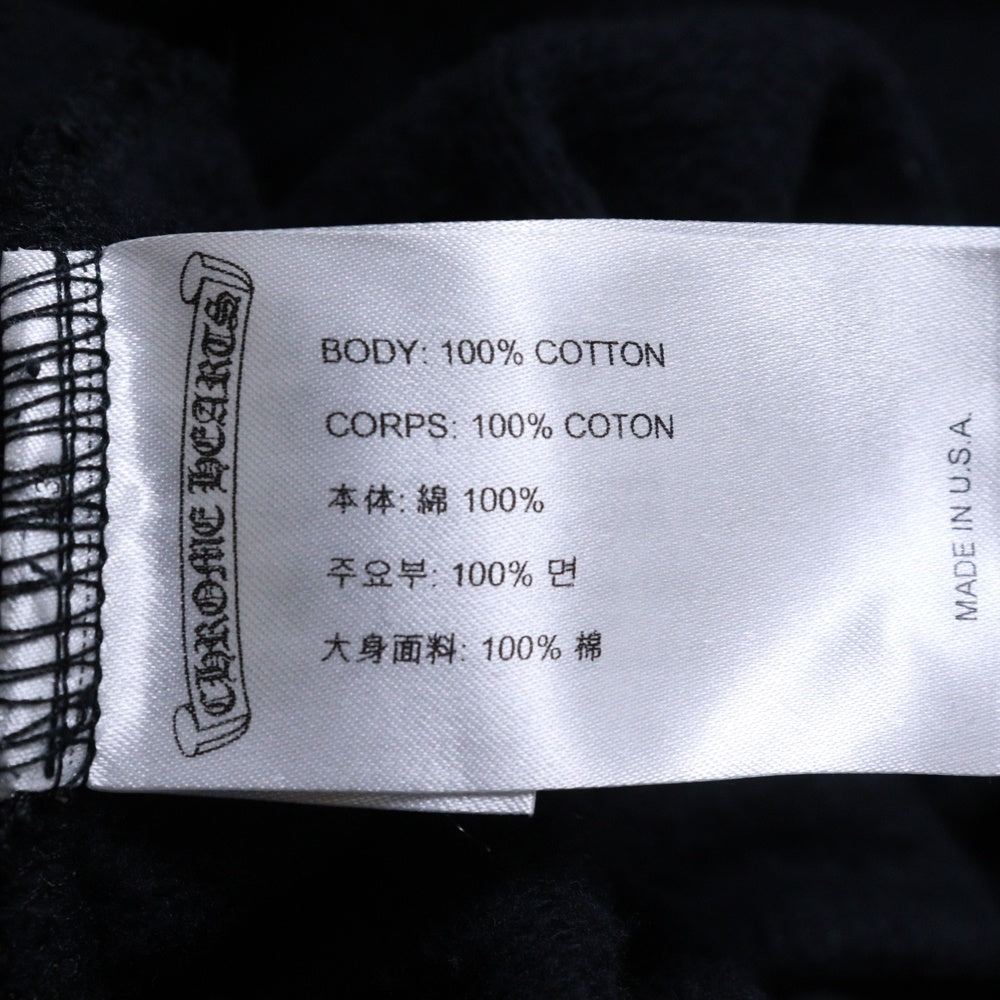 CHROME HEARTS
BODY: 100% COTTON
CORPS: 100% COTON
本体: 綿 100%
주요부: 100% 면
大身面料: 100% 棉
MADE IN U.S.A.